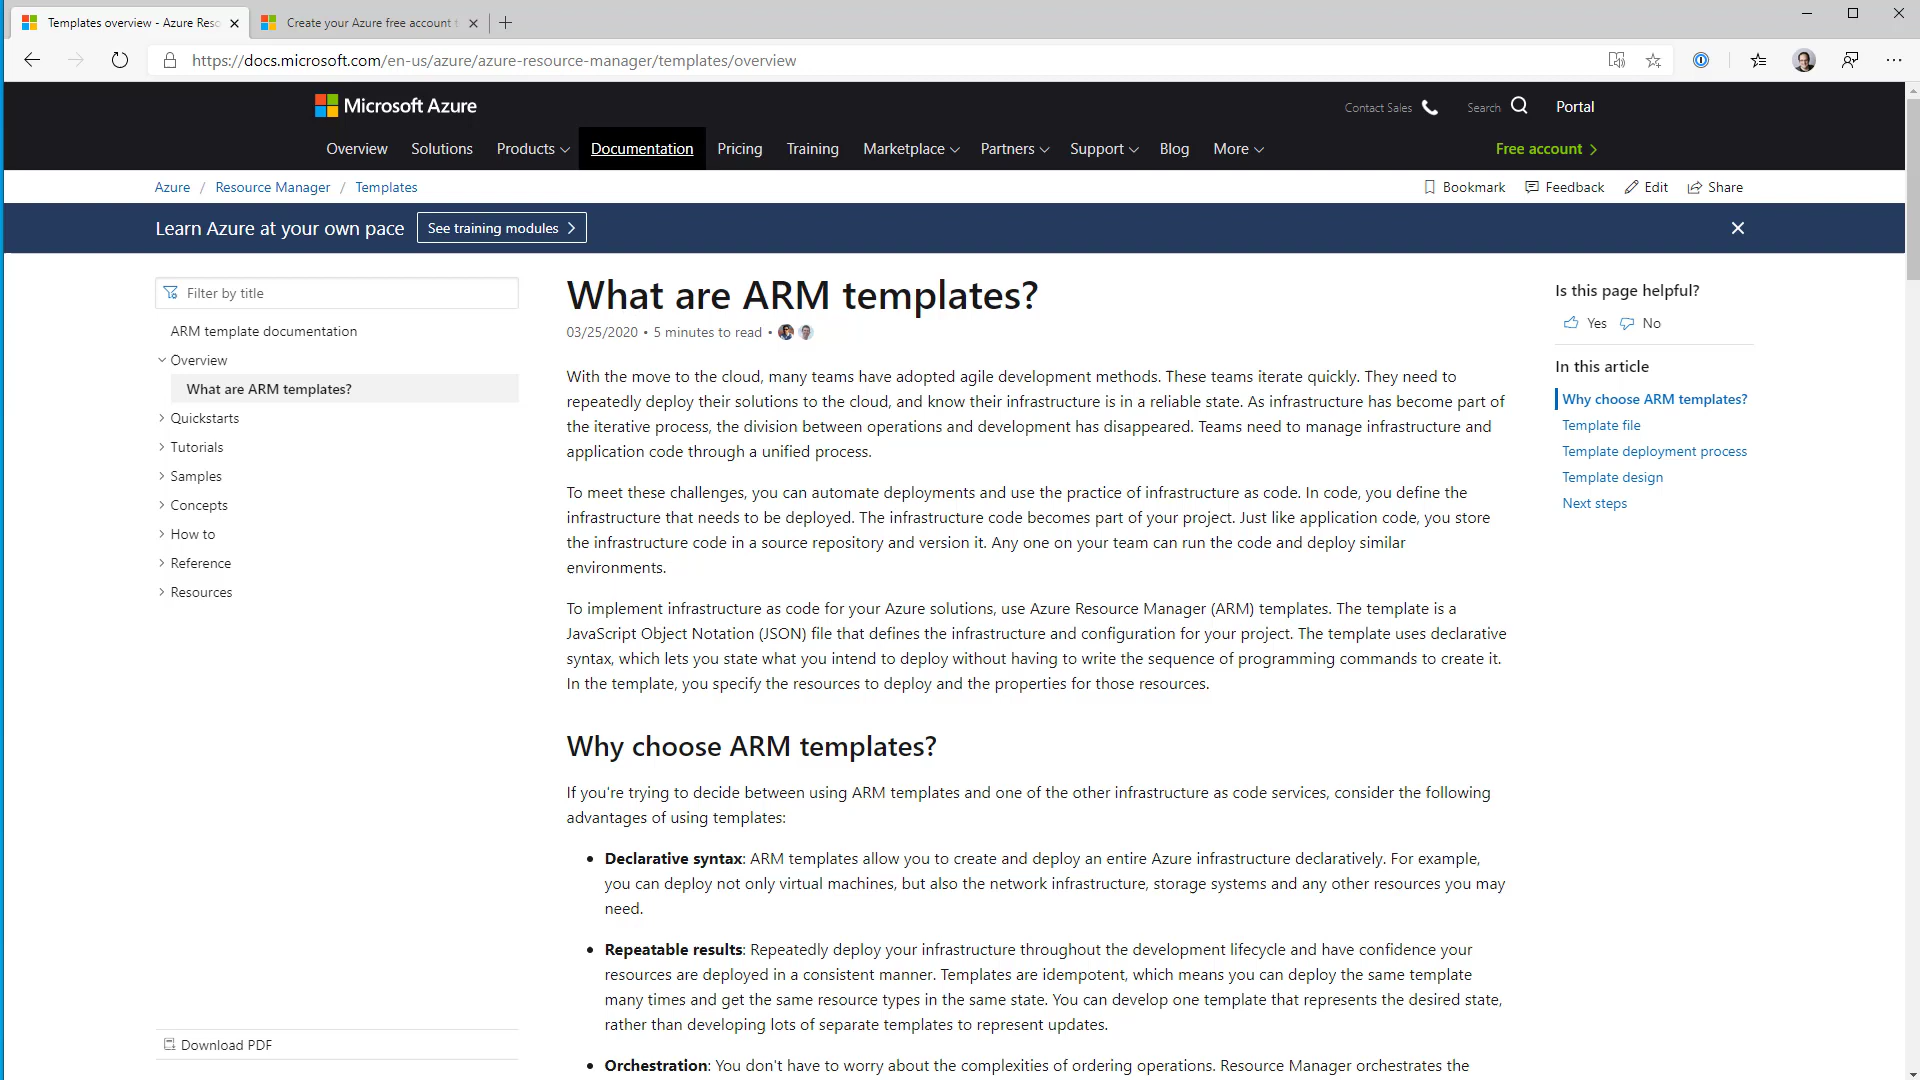 Templates overview - Azure Reso
Create your Azure free account t
https://docs.microsoft.com/en-us/azure/azure-resource-manager/templates/overview
Microsoft Azure
Contact Sales
Search
Portal
Overview
Solutions
Products
Documentation
Pricing
Training
Marketplace
Partners
Support
Blog
More
Free account
Azure / Resource Manager / Templates
Bookmark
Feedback
Edit
Share
Learn Azure at your own pace
See training modules
Filter by title
ARM template documentation
Overview
What are ARM templates?
Quickstarts
Tutorials
Samples
Concepts
How to
Reference
Resources
Download PDF
What are ARM templates?
03/25/2020 • 5 minutes to read •
With the move to the cloud, many teams have adopted agile development methods. These teams iterate quickly. They need to
repeatedly deploy their solutions to the cloud, and know their infrastructure is in a reliable state. As infrastructure has become part of
the iterative process, the division between operations and development has disappeared. Teams need to manage infrastructure and
application code through a unified process.
To meet these challenges, you can automate deployments and use the practice of infrastructure as code. In code, you define the
infrastructure that needs to be deployed. The infrastructure code becomes part of your project. Just like application code, you store
the infrastructure code in a source repository and version it. Any one on your team can run the code and deploy similar
environments.
To implement infrastructure as code for your Azure solutions, use Azure Resource Manager (ARM) templates. The template is a
JavaScript Object Notation (JSON) file that defines the infrastructure and configuration for your project. The template uses declarative
syntax, which lets you state what you intend to deploy without having to write the sequence of programming commands to create it.
In the template, you specify the resources to deploy and the properties for those resources.
Why choose ARM templates?
If you're trying to decide between using ARM templates and one of the other infrastructure as code services, consider the following
advantages of using templates:
• Declarative syntax: ARM templates allow you to create and deploy an entire Azure infrastructure declaratively. For example,
you can deploy not only virtual machines, but also the network infrastructure, storage systems and any other resources you may
need.
• Repeatable results: Repeatedly deploy your infrastructure throughout the development lifecycle and have confidence your
resources are deployed in a consistent manner. Templates are idempotent, which means you can deploy the same template
many times and get the same resource types in the same state. You can develop one template that represents the desired state,
rather than developing lots of separate templates to represent updates.
• Orchestration: You don't have to worry about the complexities of ordering operations. Resource Manager orchestrates the
Is this page helpful?
Yes
No
In this article
Why choose ARM templates?
Template file
Template deployment process
Template design
Next steps